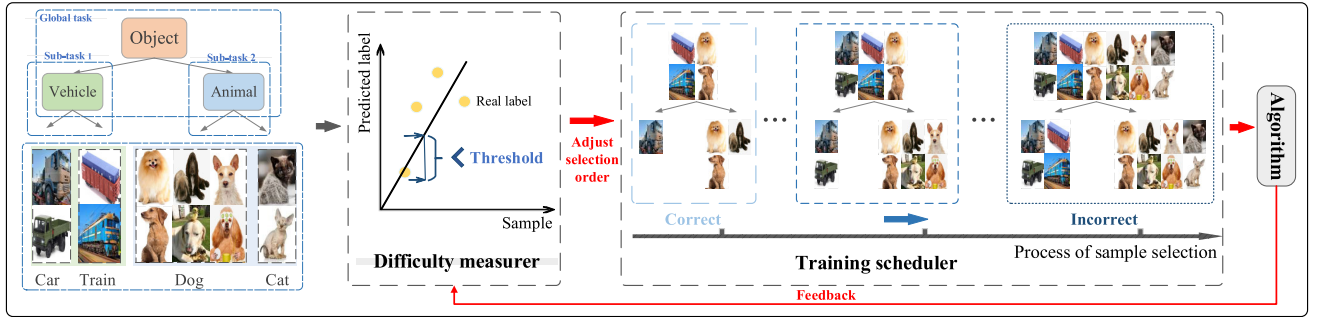 Global task
Object
Sub-task 1
Sub-task 2
Vehicle
Animal
Car
Train
Dog
Cat
Predicted label
Real label
Threshold
Sample
Difficulty measurer
Adjust
selection
order
Correct
Incorrect
Process of sample selection
Training scheduler
Algorithm
Feedback